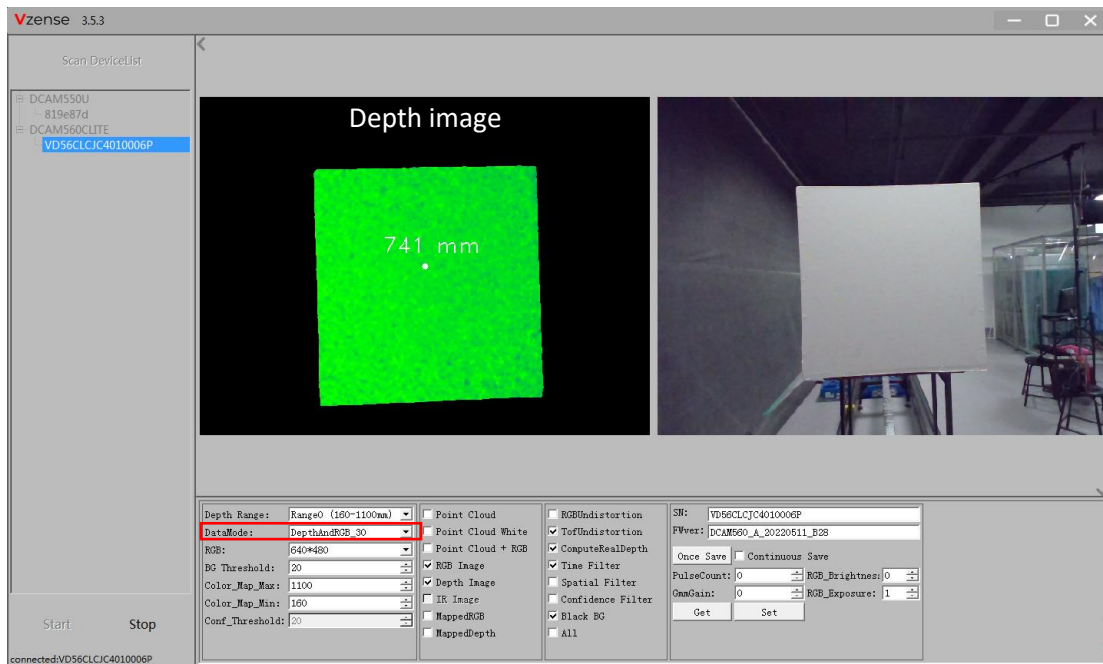 Vzense 3.5.3
Scan DeviceList
DCAM550U
819e87d
DCAM560CLITE
VD56CLCJC4010006P
Depth image
741 mm
Depth Range: Range0 (160-1100mm)
DataMode: DepthAndRGB_30
RGB: 640*480
BG Threshold: 20
Color_Map_Max: 1100
Color_Map_Min: 160
Conf_Threshold: 20
Point Cloud
Point Cloud White
Point Cloud + RGB
RGB Image
Depth Image
IR Image
MappedRGB
MappedDepth
RGBUndistortion
TofUndistortion
ComputeRealDepth
Time Filter
Spatial Filter
Confidence Filter
Black BG
All
SN: VD56CLCJC4010006P
FWver: DCAM560_A_20220511_B28
Once Save Continuous Save
PulseCount: 0 RGB_Brightnes: 0
GmmGain: 0 RGB_Exposure: 1
Get Set
Start Stop
connected:VD56CLCJC4010006P